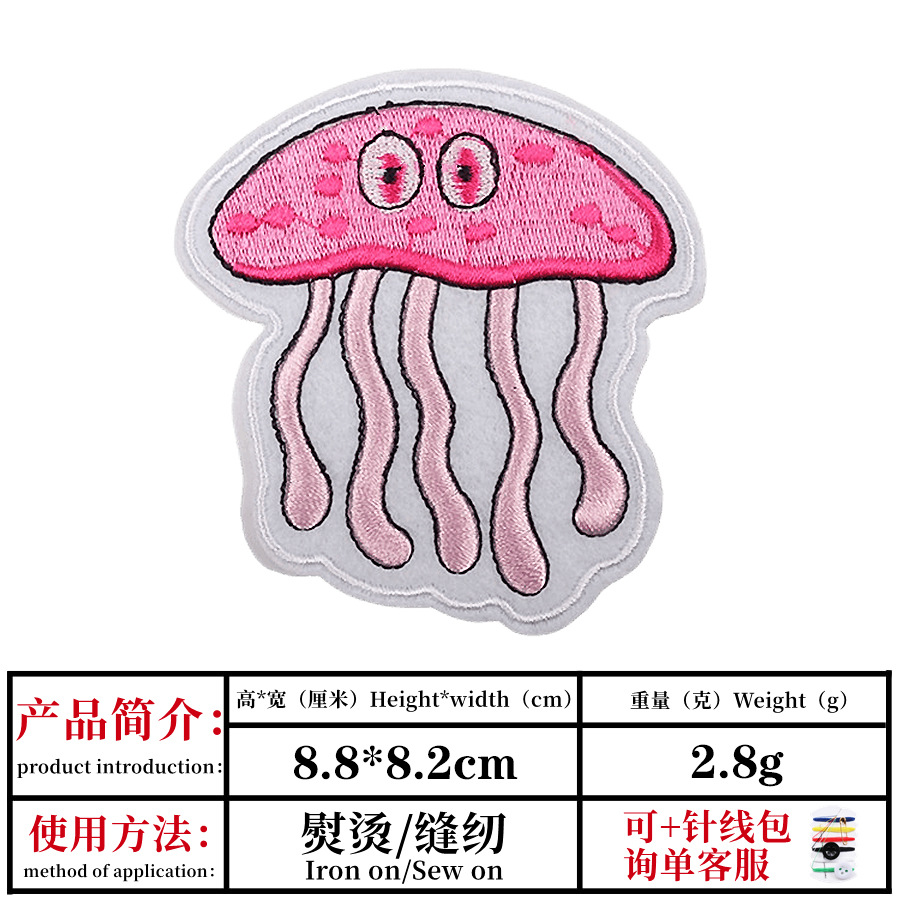 产品简介：
product introduction：
高*宽（厘米）Height*width（cm）
重量（克）Weight（g）
8.8*8.2cm
2.8g
使用方法：
method of application：
熨烫/缝纫
Iron on/Sew on
可+针线包
询单客服